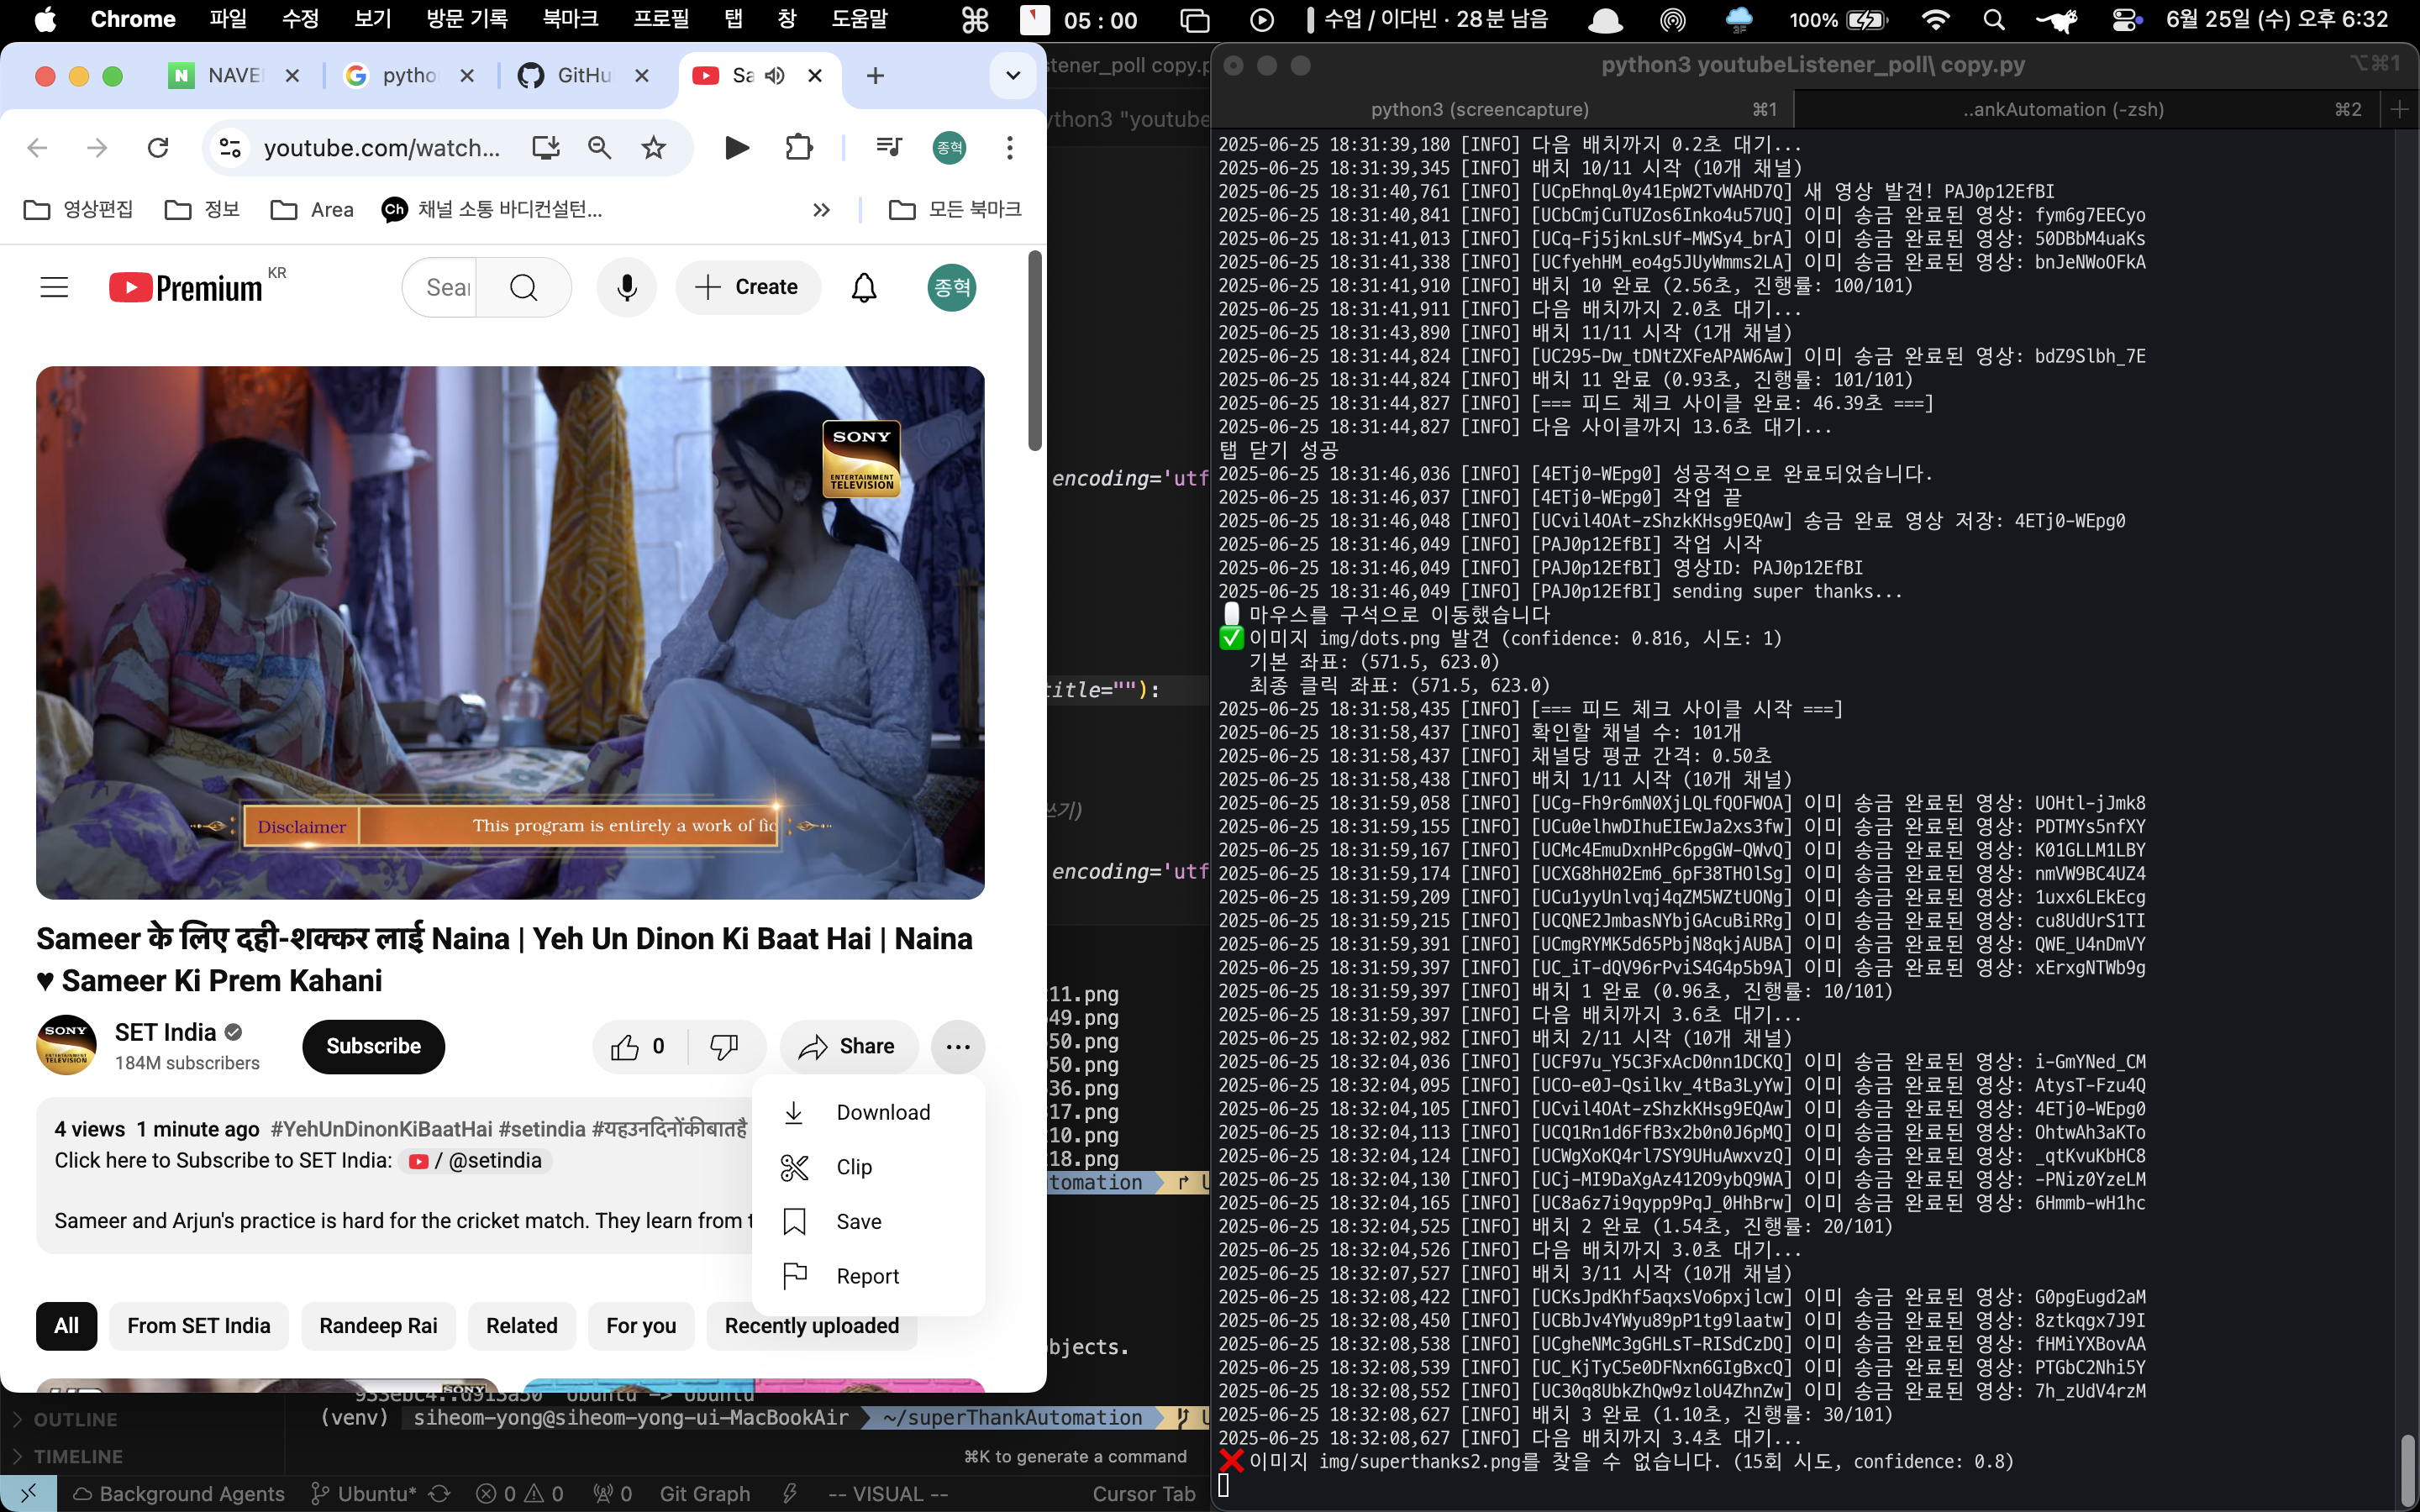 Chrome 파일 수정 보기 방문 기록 북마크 프로필 탭 창 도움말 05 : 00 수업 / 이다빈 · 28분 남음 100% 6월 25일 (수) 오후 6:32
pytho GitHu Sa
youtube.com/watch... 종혁
영상편집 정보 Area Ch 채널 소통 바디컨설턴... » 모든 북마크
Premium KR Create 종혁
SONY
ENTERTAINMENT
TELEVISION
Disclaimer This program is entirely a work of fic
Sameer के लिए दही-शक्कर लाई Naina | Yeh Un Dinon Ki Baat Hai | Naina
♥ Sameer Ki Prem Kahani
SET India
184M subscribers
Subscribe
0
Share
Download
Clip
Save
Report
4 views 1 minute ago #YehUnDinonKiBaatHai #setindia #यहउनदिनोंकीबातहै
Click here to Subscribe to SET India: / @setindia
Sameer and Arjun's practice is hard for the cricket match. They learn from t
All From SET India Randeep Rai Related For you Recently uploaded
stener_poll copy.p
ython3 "youtube
encoding='utf
title=""):
쓰기)
encoding='utf
11.png
49.png
50.png
50.png
36.png
17.png
10.png
18.png
tomation
bjects.
OUTLINE
(venv) siheom-yong@siheom-yong-ui-MacBookAir ~/superThankAutomation
TIMELINE
⌘K to generate a command
Background Agents Ubuntu* 0 0 0 Git Graph -- VISUAL -- Cursor Tab
python3 youtubeListener_poll\ copy.py ⌥⌘1
python3 (screencapture) ⌘1 ..ankAutomation (-zsh) ⌘2
2025-06-25 18:31:39,180 [INFO] 다음 배치까지 0.2초 대기...
2025-06-25 18:31:39,345 [INFO] 배치 10/11 시작 (10개 채널)
2025-06-25 18:31:40,761 [INFO] [UCpEhnqL0y41EpW2TvWAHD7Q] 새 영상 발견! PAJ0p12EfBI
2025-06-25 18:31:40,841 [INFO] [UCbCmjCuTUZos6Inko4u57UQ] 이미 송금 완료된 영상: fym6g7EECyo
2025-06-25 18:31:41,013 [INFO] [UCq-Fj5jknLsUf-MWSy4_brA] 이미 송금 완료된 영상: 50DBbM4uaKs
2025-06-25 18:31:41,338 [INFO] [UCfyehHM_eo4g5JUyWmms2LA] 이미 송금 완료된 영상: bnJeNWoOFkA
2025-06-25 18:31:41,910 [INFO] 배치 10 완료 (2.56초, 진행률: 100/101)
2025-06-25 18:31:41,911 [INFO] 다음 배치까지 2.0초 대기...
2025-06-25 18:31:43,890 [INFO] 배치 11/11 시작 (1개 채널)
2025-06-25 18:31:44,824 [INFO] [UC295-Dw_tDNtZXFeAPAW6Aw] 이미 송금 완료된 영상: bdZ9Slbh_7E
2025-06-25 18:31:44,824 [INFO] 배치 11 완료 (0.93초, 진행률: 101/101)
2025-06-25 18:31:44,827 [INFO] [=== 피드 체크 사이클 완료: 46.39초 ===]
2025-06-25 18:31:44,827 [INFO] 다음 사이클까지 13.6초 대기...
탭 닫기 성공
2025-06-25 18:31:46,036 [INFO] [4ETj0-WEpg0] 성공적으로 완료되었습니다.
2025-06-25 18:31:46,037 [INFO] [4ETj0-WEpg0] 작업 끝
2025-06-25 18:31:46,048 [INFO] [UCvil4OAt-zShzkKHsg9EQAw] 송금 완료 영상 저장: 4ETj0-WEpg0
2025-06-25 18:31:46,049 [INFO] [PAJ0p12EfBI] 작업 시작
2025-06-25 18:31:46,049 [INFO] [PAJ0p12EfBI] 영상ID: PAJ0p12EfBI
2025-06-25 18:31:46,049 [INFO] [PAJ0p12EfBI] sending super thanks...
마우스를 구석으로 이동했습니다
✅이미지 img/dots.png 발견 (confidence: 0.816, 시도: 1)
기본 좌표: (571.5, 623.0)
최종 클릭 좌표: (571.5, 623.0)
2025-06-25 18:31:58,435 [INFO] [=== 피드 체크 사이클 시작 ===]
2025-06-25 18:31:58,437 [INFO] 확인할 채널 수: 101개
2025-06-25 18:31:58,437 [INFO] 채널당 평균 간격: 0.50초
2025-06-25 18:31:58,438 [INFO] 배치 1/11 시작 (10개 채널)
2025-06-25 18:31:59,058 [INFO] [UCg-Fh9r6mN0XjLQLfQOFWOA] 이미 송금 완료된 영상: UOHtl-jJmk8
2025-06-25 18:31:59,155 [INFO] [UCu0elhwDIhuEIEwJa2xs3fw] 이미 송금 완료된 영상: PDTMYs5nfXY
2025-06-25 18:31:59,167 [INFO] [UCMc4EmuDxnHPc6pgGW-QWvQ] 이미 송금 완료된 영상: K01GLLM1LBY
2025-06-25 18:31:59,174 [INFO] [UCXG8hH02Em6_6pF38THOlSg] 이미 송금 완료된 영상: nmVW9BC4UZ4
2025-06-25 18:31:59,209 [INFO] [UCu1yyUnlvqj4qZM5WZtUONg] 이미 송금 완료된 영상: 1uxx6LEkEcg
2025-06-25 18:31:59,215 [INFO] [UCQNE2JmbasNYbjGAcuBiRRg] 이미 송금 완료된 영상: cu8UdUrS1TI
2025-06-25 18:31:59,391 [INFO] [UCmgRYMK5d65PbjN8qkjAUBA] 이미 송금 완료된 영상: QWE_U4nDmVY
2025-06-25 18:31:59,397 [INFO] [UC_iT-dQV96rPviS4G4p5b9A] 이미 송금 완료된 영상: xErxgNTWb9g
2025-06-25 18:31:59,397 [INFO] 배치 1 완료 (0.96초, 진행률: 10/101)
2025-06-25 18:31:59,397 [INFO] 다음 배치까지 3.6초 대기...
2025-06-25 18:32:02,982 [INFO] 배치 2/11 시작 (10개 채널)
2025-06-25 18:32:04,036 [INFO] [UCF97u_Y5C3FxAcD0nn1DCKQ] 이미 송금 완료된 영상: i-GmYNed_CM
2025-06-25 18:32:04,095 [INFO] [UCO-e0J-Qsilkv_4tBa3LyYw] 이미 송금 완료된 영상: AtysT-Fzu4Q
2025-06-25 18:32:04,105 [INFO] [UCvil4OAt-zShzkKHsg9EQAw] 이미 송금 완료된 영상: 4ETj0-WEpg0
2025-06-25 18:32:04,113 [INFO] [UCQ1Rn1d6FfB3x2b0n0J6pMQ] 이미 송금 완료된 영상: OhtwAh3aKTo
2025-06-25 18:32:04,124 [INFO] [UCWgXoKQ4rl7SY9UHuAwxvzQ] 이미 송금 완료된 영상: _qtKvuKbHC8
2025-06-25 18:32:04,130 [INFO] [UCj-MI9DaXgAz412O9ybQ9WA] 이미 송금 완료된 영상: -PNiz0YzeLM
2025-06-25 18:32:04,165 [INFO] [UC8a6z7i9qypp9PqJ_0HhBrw] 이미 송금 완료된 영상: 6Hmmb-wH1hc
2025-06-25 18:32:04,525 [INFO] 배치 2 완료 (1.54초, 진행률: 20/101)
2025-06-25 18:32:04,526 [INFO] 다음 배치까지 3.0초 대기...
2025-06-25 18:32:07,527 [INFO] 배치 3/11 시작 (10개 채널)
2025-06-25 18:32:08,422 [INFO] [UCKsJpdKhf5aqxsVo6pxjlcw] 이미 송금 완료된 영상: G0pgEugd2aM
2025-06-25 18:32:08,450 [INFO] [UCBbJv4YWyu89pP1tg9laatw] 이미 송금 완료된 영상: 8ztkqgx7J9I
2025-06-25 18:32:08,538 [INFO] [UCgheNMc3gGHLsT-RISdCzDQ] 이미 송금 완료된 영상: fHMiYXBovAA
2025-06-25 18:32:08,539 [INFO] [UC_KjTyC5e0DFNxn6GIgBxcQ] 이미 송금 완료된 영상: PTGbC2Nhi5Y
2025-06-25 18:32:08,552 [INFO] [UC30q8UbkZhQw9zloU4ZhnZw] 이미 송금 완료된 영상: 7h_zUdV4rzM
2025-06-25 18:32:08,627 [INFO] 배치 3 완료 (1.10초, 진행률: 30/101)
2025-06-25 18:32:08,627 [INFO] 다음 배치까지 3.4초 대기...
❌이미지 img/superthanks2.png를 찾을 수 없습니다. (15회 시도, confidence: 0.8)